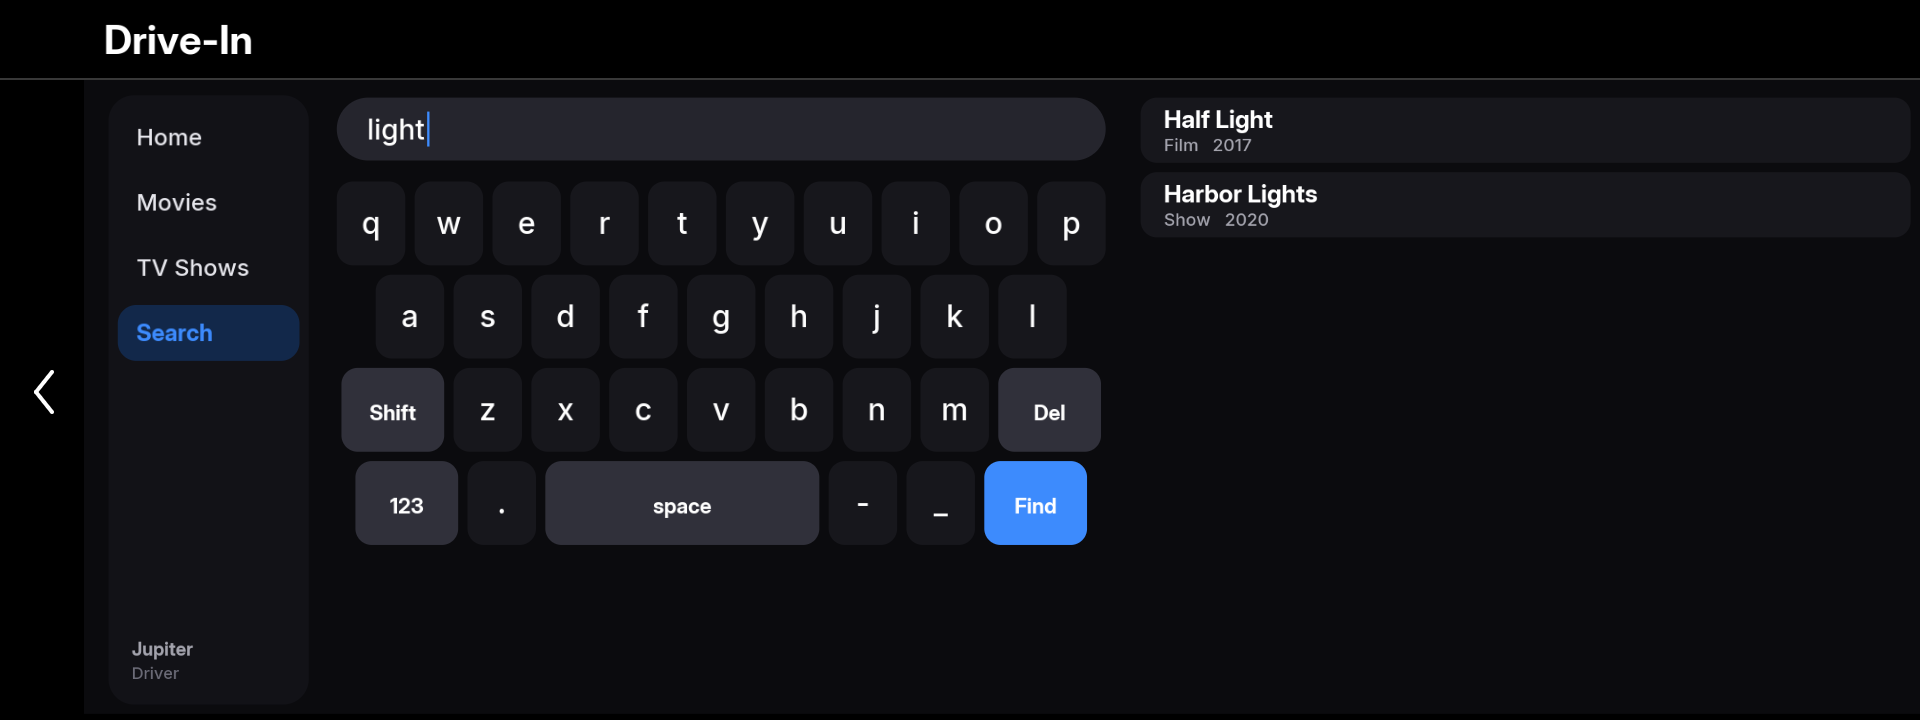 Drive-In
Home
Movies
TV Shows
Search
Jupiter
Driver
light
q w e r t y u i o p
a s d f g h j k l
Shift z x c v b n m Del
123 . space - _ Find
Half Light
Film 2017
Harbor Lights
Show 2020